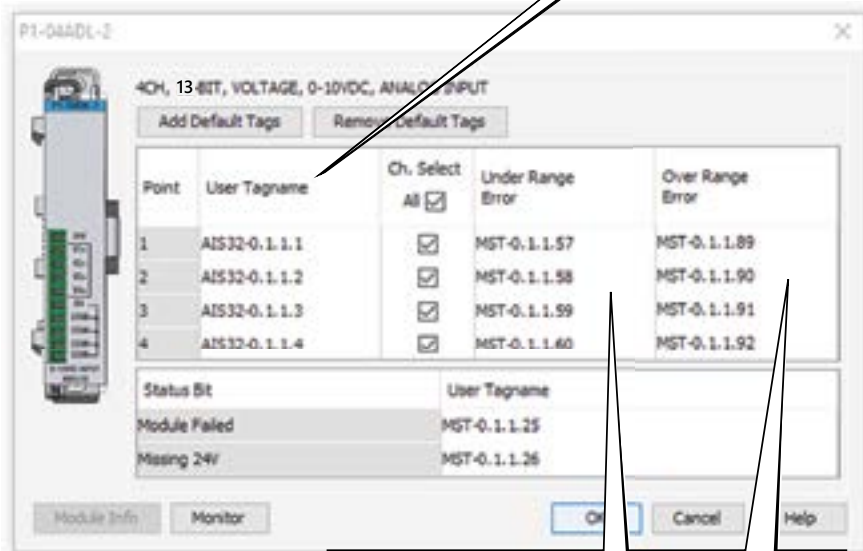 P1-04ADL-2
4CH, 13-BIT, VOLTAGE, 0-10VDC, ANALOG INPUT
Add Default Tags Remove Default Tags
Point User Tagname Ch. Select All Under Range Error Over Range Error
1 AIS32-0.1.1.1 MST-0.1.1.57 MST-0.1.1.89
2 AIS32-0.1.1.2 MST-0.1.1.58 MST-0.1.1.90
3 AIS32-0.1.1.3 MST-0.1.1.59 MST-0.1.1.91
4 AIS32-0.1.1.4 MST-0.1.1.60 MST-0.1.1.92
Status Bit User Tagname
Module Failed MST-0.1.1.25
Missing 24V MST-0.1.1.26
Module Info Monitor OK Cancel Help